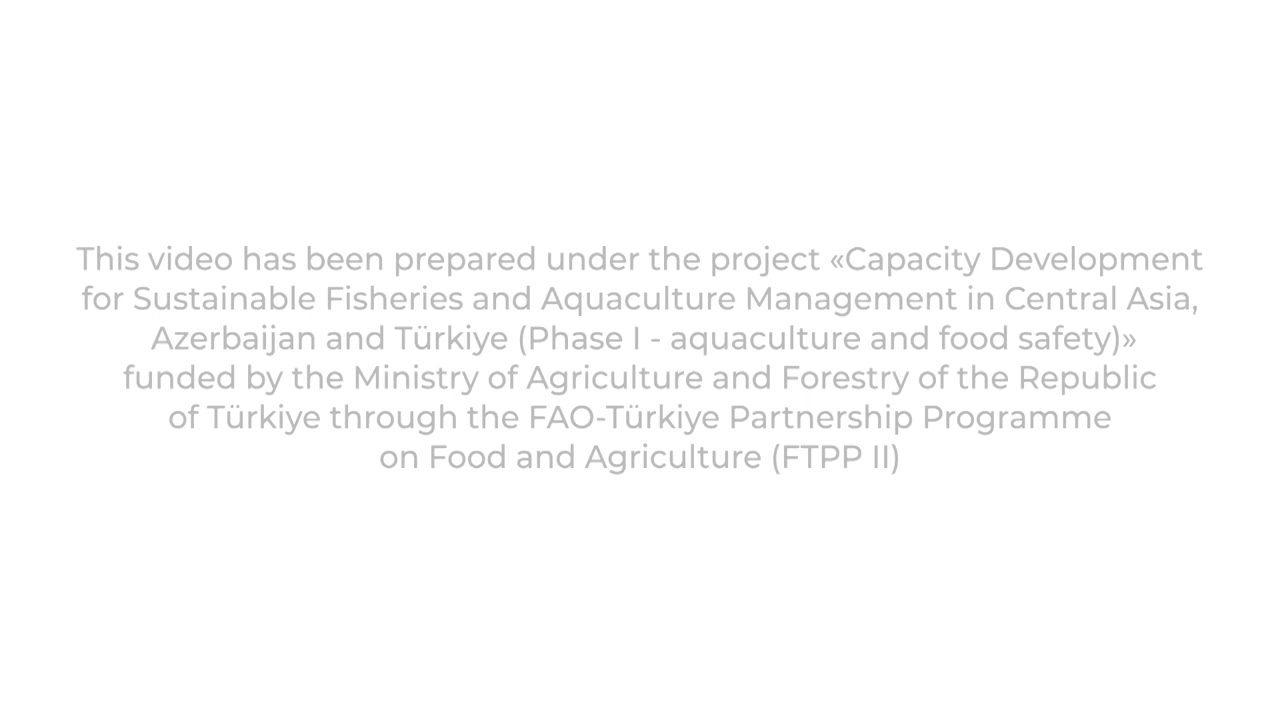 This video has been prepared under the project «Capacity Development
for Sustainable Fisheries and Aquaculture Management in Central Asia,
Azerbaijan and Türkiye (Phase I - aquaculture and food safety)»
funded by the Ministry of Agriculture and Forestry of the Republic
of Türkiye through the FAO-Türkiye Partnership Programme
on Food and Agriculture (FTPP II)